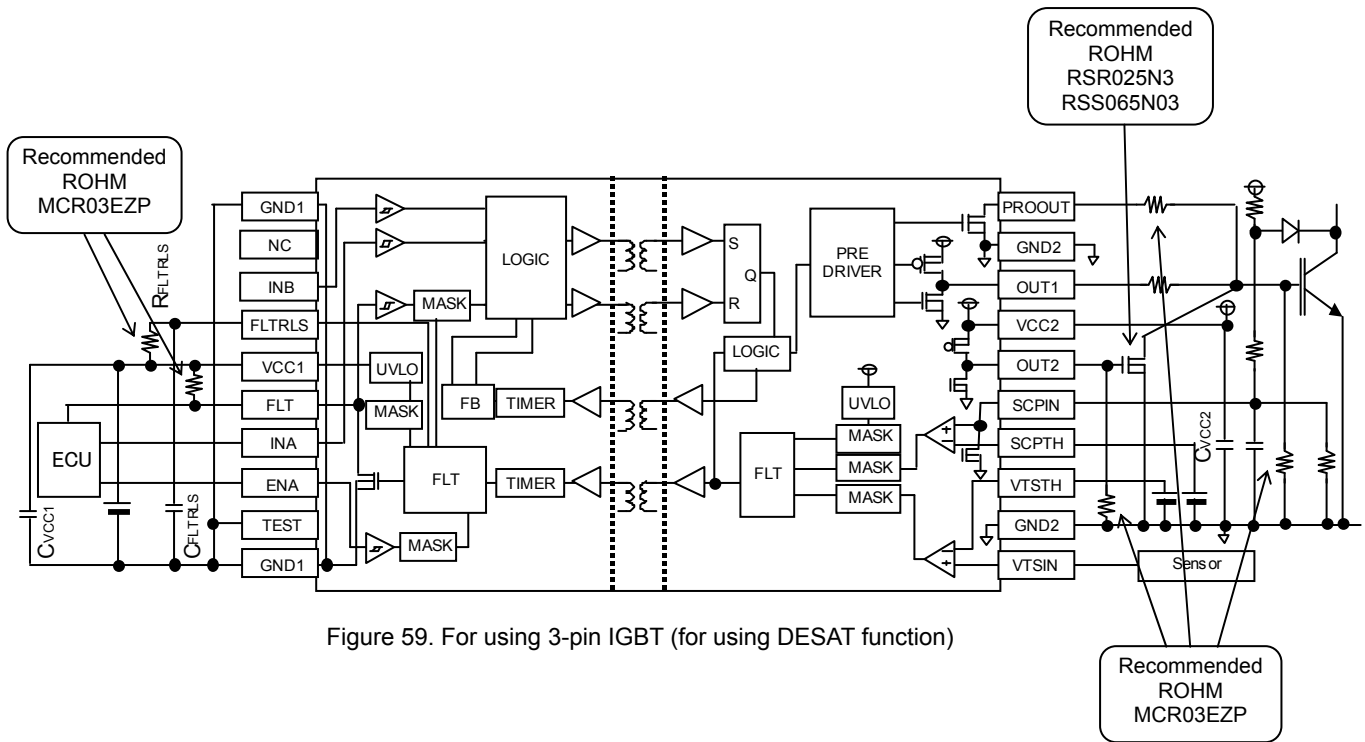 Recommended
ROHM
RSR025N3
RSS065N03
Recommended
ROHM
MCR03EZP
RFLTRLS
CVCC1
CFLTRLS
ECU
GND1
NC
INB
FLTRLS
VCC1
FLT
INA
ENA
TEST
GND1
LOGIC
MASK
UVLO
MASK
FB
TIMER
FLT
TIMER
MASK
S
Q
R
LOGIC
PRE
DRIVER
UVLO
MASK
MASK
MASK
FLT
+
−
−
+
PROOUT
GND2
OUT1
VCC2
OUT2
SCPIN
SCPTH
VTSTH
GND2
VTSIN
CVCC2
Sensor
Figure 59. For using 3-pin IGBT (for using DESAT function)
Recommended
ROHM
MCR03EZP